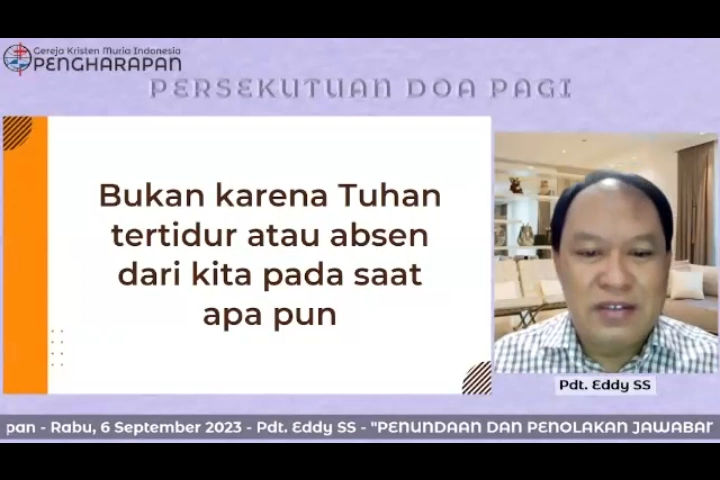 Gereja Kristen Muria Indonesia
PENGHARAPAN
PERSEKUTUAN DOA PAGI
Bukan karena Tuhan
tertidur atau absen
dari kita pada saat
apa pun
Pdt. Eddy SS
pan - Rabu, 6 September 2023 - Pdt. Eddy SS - "PENUNDAAN DAN PENOLAKAN JAWABAN